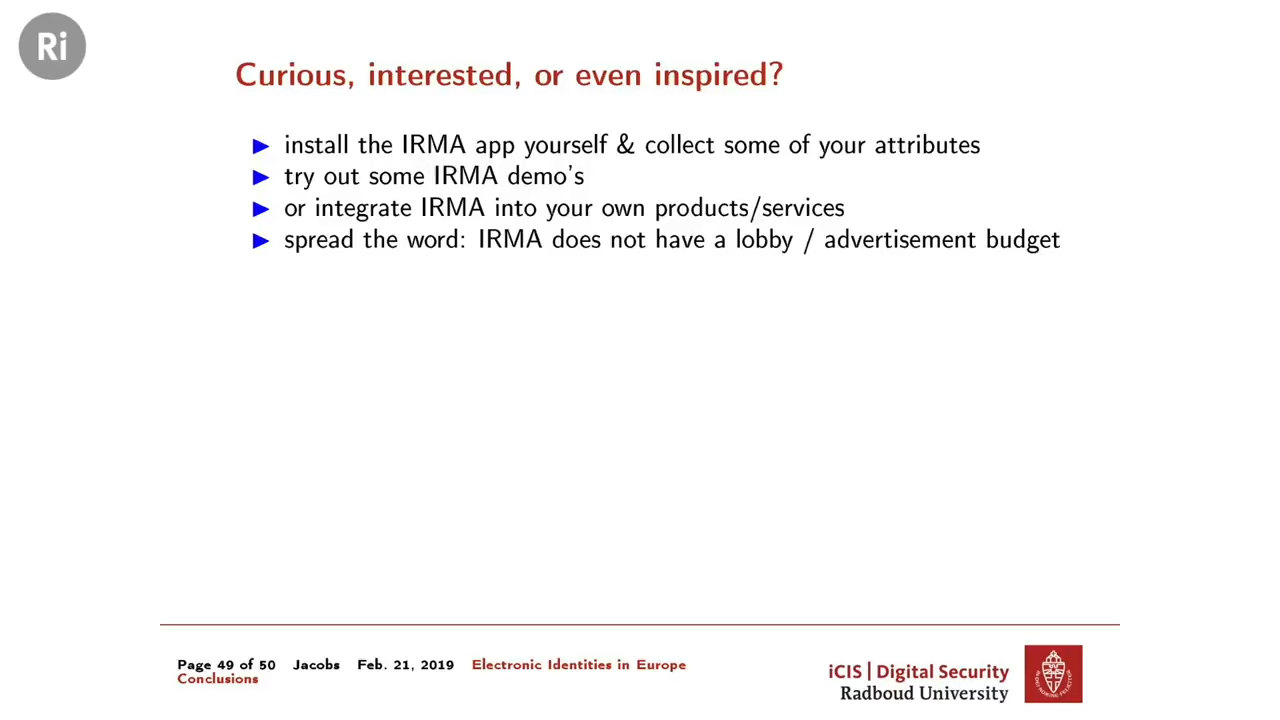 Ri
Curious, interested, or even inspired?
▶ install the IRMA app yourself & collect some of your attributes
▶ try out some IRMA demo's
▶ or integrate IRMA into your own products/services
▶ spread the word: IRMA does not have a lobby / advertisement budget
Page 49 of 50 Jacobs Feb. 21, 2019 Electronic Identities in Europe
Conclusions
iCIS | Digital Security
Radboud University